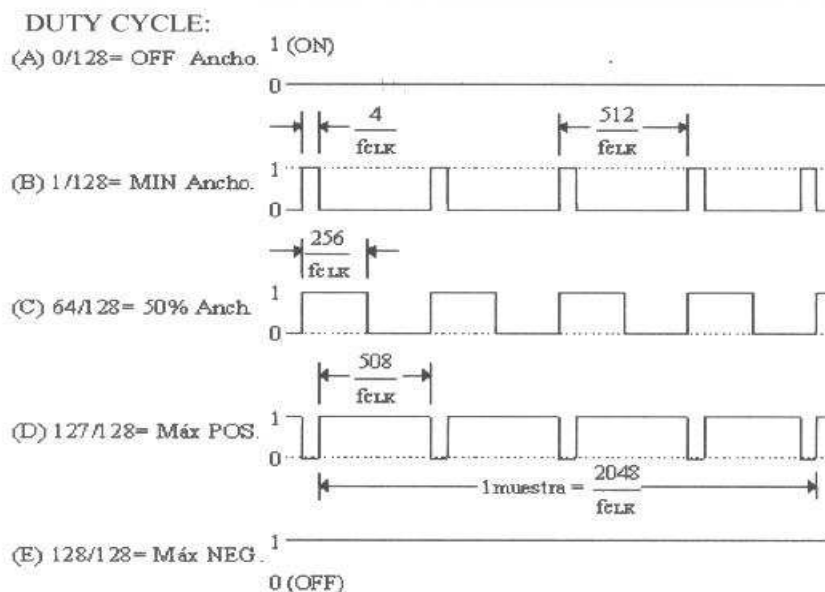 DUTY CYCLE:
(A) 0/128= OFF Ancho.
1 (ON)
0
4
fCLK
512
fCLK
(B) 1/128= MIN Ancho.
1
0
256
fCLK
(C) 64/128= 50% Anch.
1
0
508
fCLK
(D) 127/128= Máx POS.
1
0
1muestra = 2048
fCLK
(E) 128/128= Máx NEG.
1
0 (OFF)